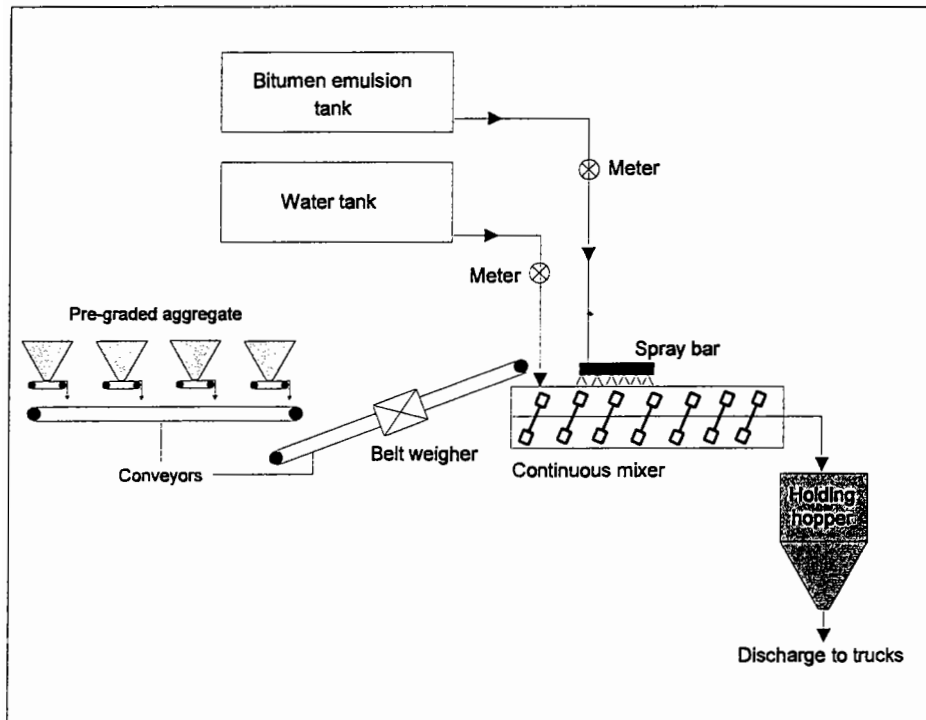 Bitumen emulsion
tank
Meter
Water tank
Meter
Pre-graded aggregate
Spray bar
Belt weigher
Conveyors
Continuous mixer
Holding
hopper
Discharge to trucks